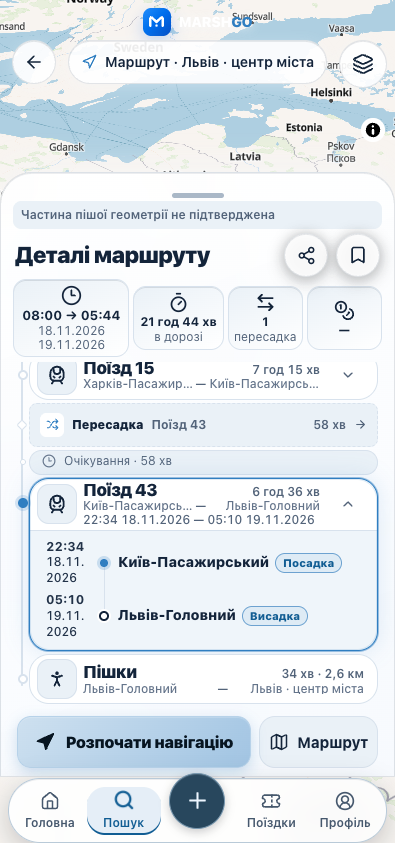 Norway
Sundsvall
MARSHGO
Vaasa
Sweden
Маршрут · Львів · центр міста
Helsinki
Estonia
Gdańsk
Latvia
Pskov
Псков
Частина пішої геометрії не підтверджена
Деталі маршруту
08:00 → 05:44
18.11.2026
19.11.2026
21 год 44 хв
в дорозі
1
пересадка
—
Поїзд 15
7 год 15 хв
Харків-Пасажир... — Київ-Пасажирсь...
Пересадка Поїзд 43
58 хв →
Очікування · 58 хв
Поїзд 43
6 год 36 хв
Київ-Пасажирсь... — Львів-Головний
22:34 18.11.2026 — 05:10 19.11.2026
22:34
18.11.
2026
Київ-Пасажирський Посадка
05:10
19.11.
2026
Львів-Головний Висадка
Пішки
34 хв · 2,6 км
Львів-Головний — Львів · центр міста
Розпочати навігацію
Маршрут
Головна
Пошук
Поїздки
Профіль